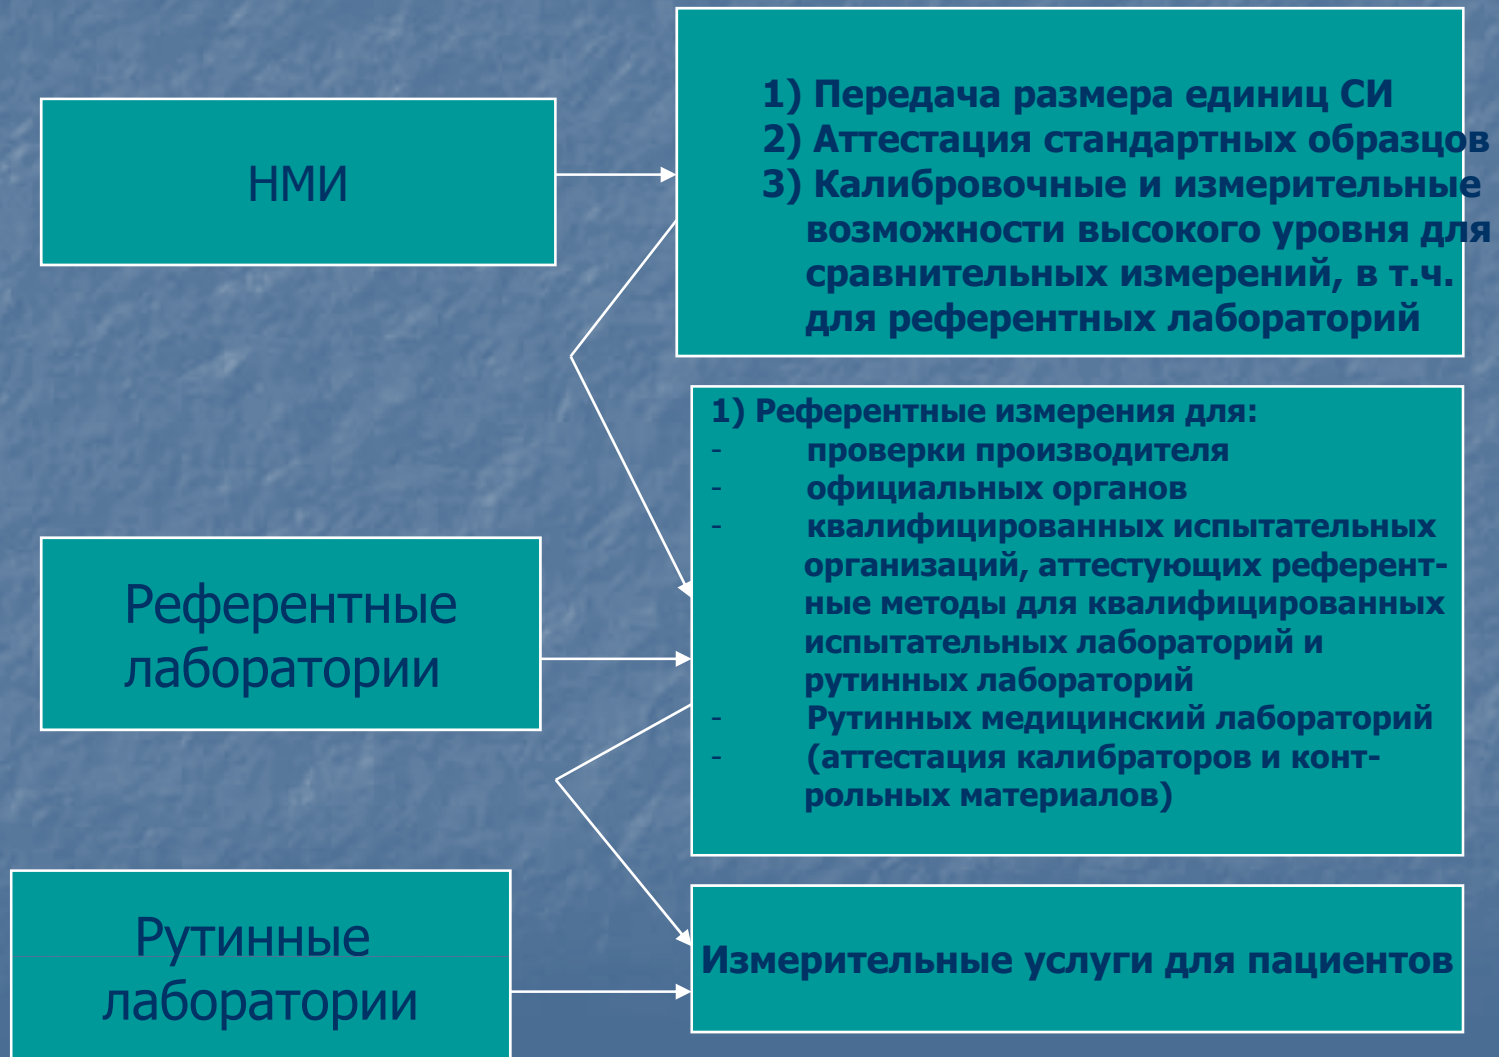 НМИ
1) Передача размера единиц СИ
2) Аттестация стандартных образцов
3) Калибровочные и измерительные
возможности высокого уровня для
сравнительных измерений, в т.ч.
для референтных лабораторий
Референтные
лаборатории
1) Референтные измерения для:
- проверки производителя
- официальных органов
- квалифицированных испытательных
организаций, аттестующих референт-
ные методы для квалифицированных
испытательных лабораторий и
рутинных лабораторий
- Рутинных медицинский лабораторий
- (аттестация калибраторов и конт-
рольных материалов)
Рутинные
лаборатории
Измерительные услуги для пациентов